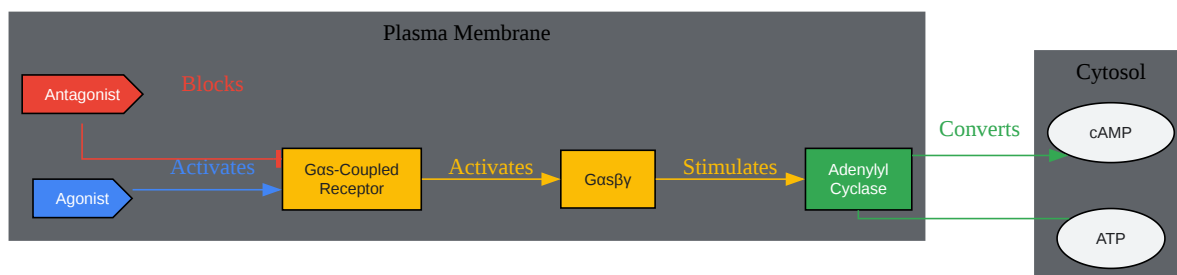 Plasma Membrane
Cytosol
Antagonist
Blocks
Converts
cAMP
Activates
Gαs-Coupled
Receptor
Activates
Gαsβγ
Stimulates
Adenylyl
Cyclase
Agonist
ATP